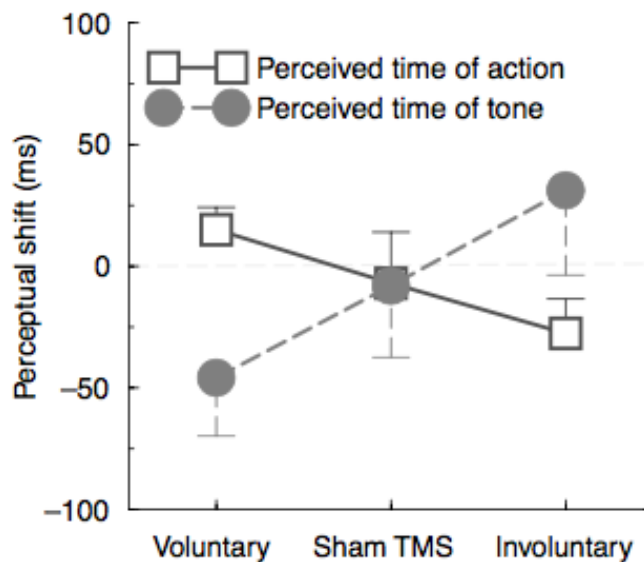 100
Perceived time of action
Perceived time of tone
50
Perceptual shift (ms)
0
–50
–100
Voluntary Sham TMS Involuntary